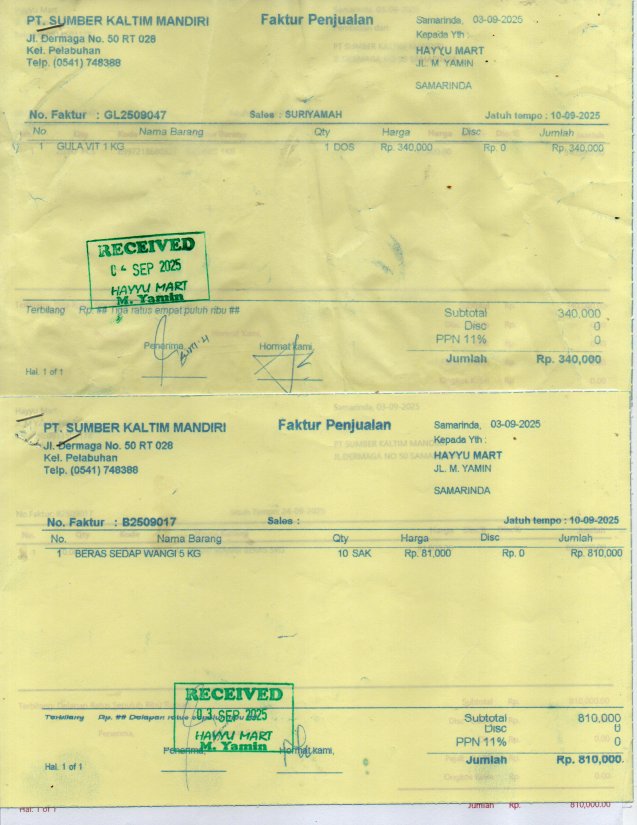 PT. SUMBER KALTIM MANDIRI
Jl. Dermaga No. 50 RT 028
Kel. Pelabuhan
Telp. (0541) 748388
Faktur Penjualan
Samarinda, 03-09-2025
Kepada Yth :
HAYYU MART
JL. M. YAMIN
SAMARINDA
No. Faktur : GL2509047 Sales : SURIYAMAH Jatuh tempo : 10-09-2025
No Nama Barang Qty Harga Disc Jumlah
1 GULA VIT 1 KG 1 DOS Rp. 340,000 Rp. 0 Rp. 340,000
RECEIVED
04 SEP 2025
HAYYU MART
M. Yamin
Terbilang Rp. ## Tiga ratus empat puluh ribu ##
Subtotal 340,000
Disc 0
PPN 11% 0
Jumlah Rp. 340,000
Penerima, Hormat kami,
Hal. 1 of 1
PT. SUMBER KALTIM MANDIRI
Jl. Dermaga No. 50 RT 028
Kel. Pelabuhan
Telp. (0541) 748388
Faktur Penjualan
Samarinda, 03-09-2025
Kepada Yth :
HAYYU MART
JL. M. YAMIN
SAMARINDA
No. Faktur : B2509017 Sales : Jatuh tempo : 10-09-2025
No. Nama Barang Qty Harga Disc Jumlah
1 BERAS SEDAP WANGI 5 KG 10 SAK Rp. 81,000 Rp. 0 Rp. 810,000
RECEIVED
03 SEP 2025
HAYYU MART
M. Yamin
Terbilang Rp. ## Delapan ratus
Subtotal 810,000
Disc 0
PPN 11% 0
Jumlah Rp. 810,000
Penerima, Hormat kami,
Hal. 1 of 1
Hal. 1 of 1 Jumlah Rp. 810,000.00